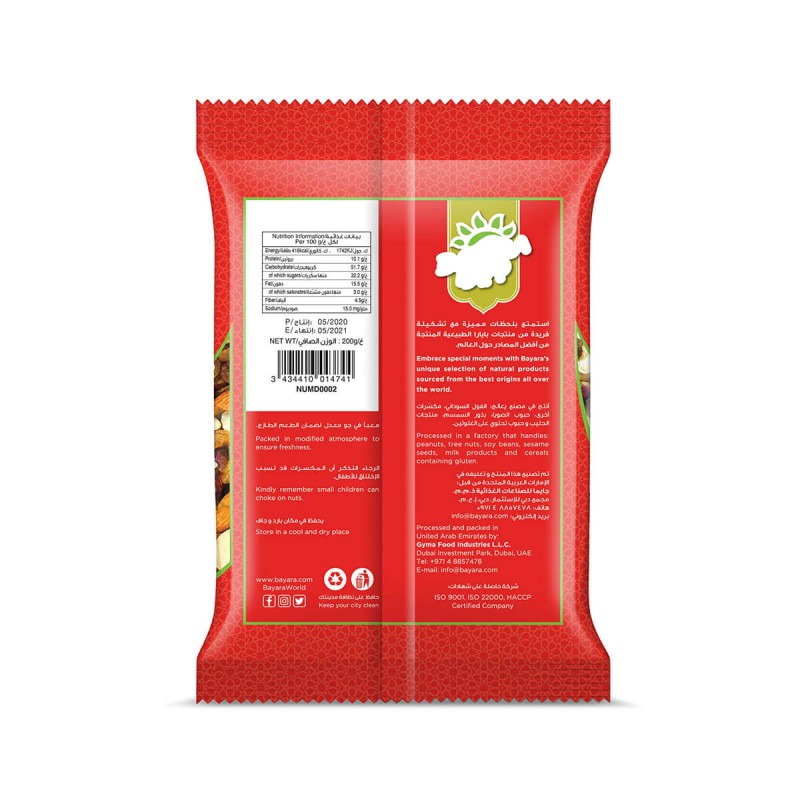 Nutrition Information/بيانات غذائية
Per 100 g/لكل ١٠٠ غ
Energy/طاقة 416kcal/ك. كالوري 1742KJ/ك. جول
Protein/بروتين 10.1 g/غ
Carbohydrate/كربوهيدرات 51.7 g/غ
of which sugars/منها سكريات 32.2 g/غ
Fat/دهون 15.5 g/غ
of which saturates/منها دهون مشبعة 3.0 g/غ
Fiber/ألياف 4.5 g/غ
Sodium/صوديوم 15.0 mg/ملغ
P/إنتاج: 05/2020
E/إنتهاء: 05/2021
NET WT/الوزن الصافي : 200g/غ
3 434410 014741
NUMD0002
معبأ في جو معدل لضمان الطعم الطازج.
Packed in modified atmosphere to
ensure freshness.
الرجاء التذكر أن المكسرات قد تسبب
الإختناق للأطفال.
Kindly remember small children can
choke on nuts.
يحفظ في مكان بارد و جاف
Store in a cool and dry place
www.bayara.com
BayaraWorld
حافظ على نظافة مدينتك
Keep your city clean
استمتع بلحظات مميزة مع تشكيلة
فريدة من منتجات بايارا الطبيعية المنتجة
من أفضل المصادر حول العالم.
Embrace special moments with Bayara's
unique selection of natural products
sourced from the best origins all over
the world.
أنتج في مصنع يعالج: الفول السوداني، مكسّرات
أخرى، حبوب الصويا، بذور السمسم، منتجات
الحليب و حبوب تحتوي على الغلوتين.
Processed in a factory that handles:
peanuts, tree nuts, soy beans, sesame
seeds, milk products and cereals
containing gluten.
تم تصنيع هذا المنتج و تغليفه في
الإمارات العربية المتحدة من قبل:
جايما للصناعات الغذائية ذ.م.م.
مجمع دبي للإستثمار، دبي، إ.ع.م.
هاتف: ٨٨٥٧٤٧٨ ٤ ٩٧١+
بريد إلكتروني: info@bayara.com
Processed and packed in
United Arab Emirates by:
Gyma Food Industries L.L.C.
Dubai Investment Park, Dubai, UAE
Tel: +971 4 8857478
E-mail: info@bayara.com
شركة حاصلة على شهادات:
ISO 9001, ISO 22000, HACCP
Certified Company